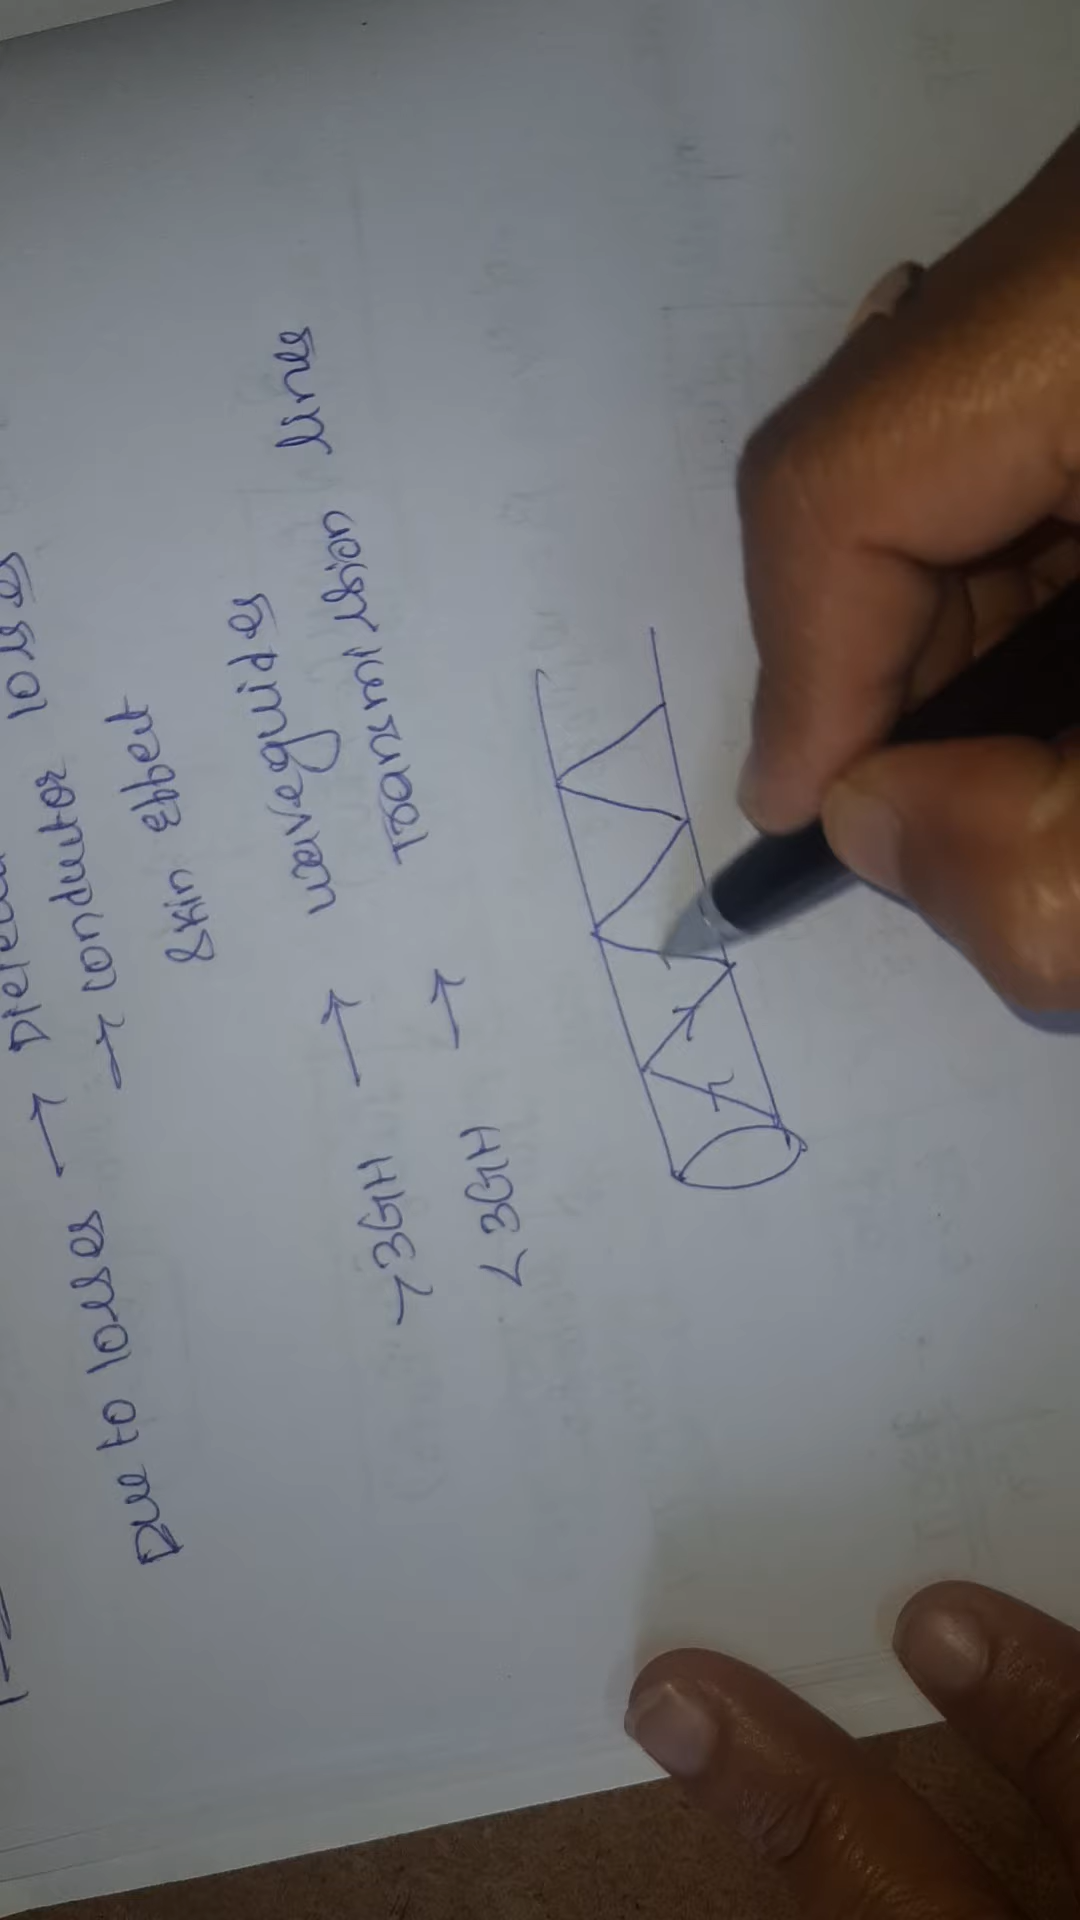 → Dielec
losses
Due to losses → conductor
skin effect
>3GH → waveguides
<3GH → Transmission lines